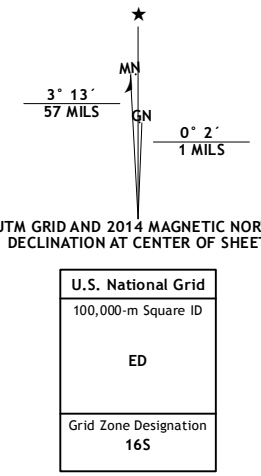 MN
3° 13´
57 MILS
GN
0° 2´
1 MILS
UTM GRID AND 2014 MAGNETIC NOR
DECLINATION AT CENTER OF SHEET
U.S. National Grid
100,000-m Square ID
ED
Grid Zone Designation
16S